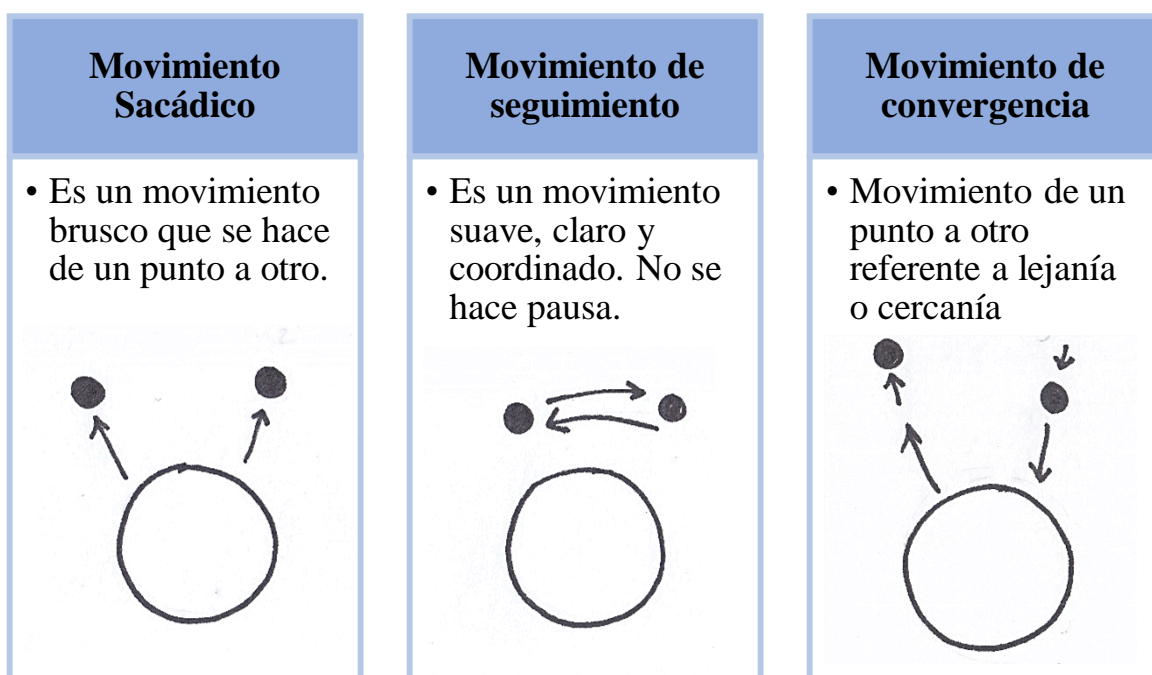 Movimiento
Sacádico
• Es un movimiento
brusco que se hace
de un punto a otro.
Movimiento de
seguimiento
• Es un movimiento
suave, claro y
coordinado. No se
hace pausa.
Movimiento de
convergencia
• Movimiento de un
punto a otro
referente a lejanía
o cercanía